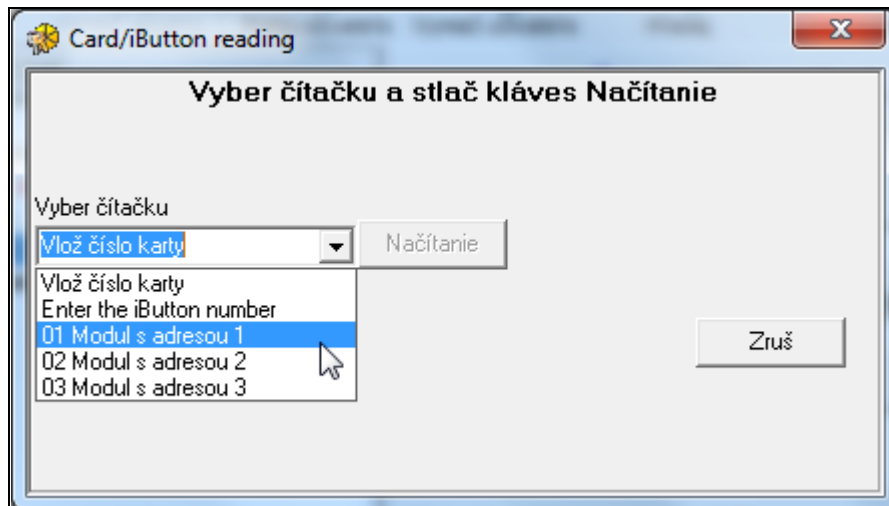 Card/iButton reading
Vyber čítačku a stlač kláves Načítanie
Vyber čítačku
Vlož číslo karty
Načítanie
Vlož číslo karty
Enter the iButton number
01 Modul s adresou 1
02 Modul s adresou 2
03 Modul s adresou 3
Zruš